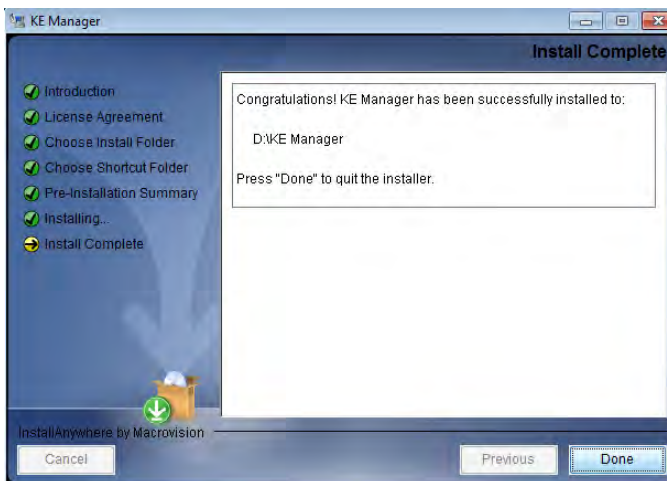 KE Manager
Install Complete
Introduction
License Agreement
Choose Install Folder
Choose Shortcut Folder
Pre-Installation Summary
Installing...
Install Complete
Congratulations! KE Manager has been successfully installed to:
D:\KE Manager
Press "Done" to quit the installer.
InstallAnywhere by Macrovision
Cancel
Previous
Done